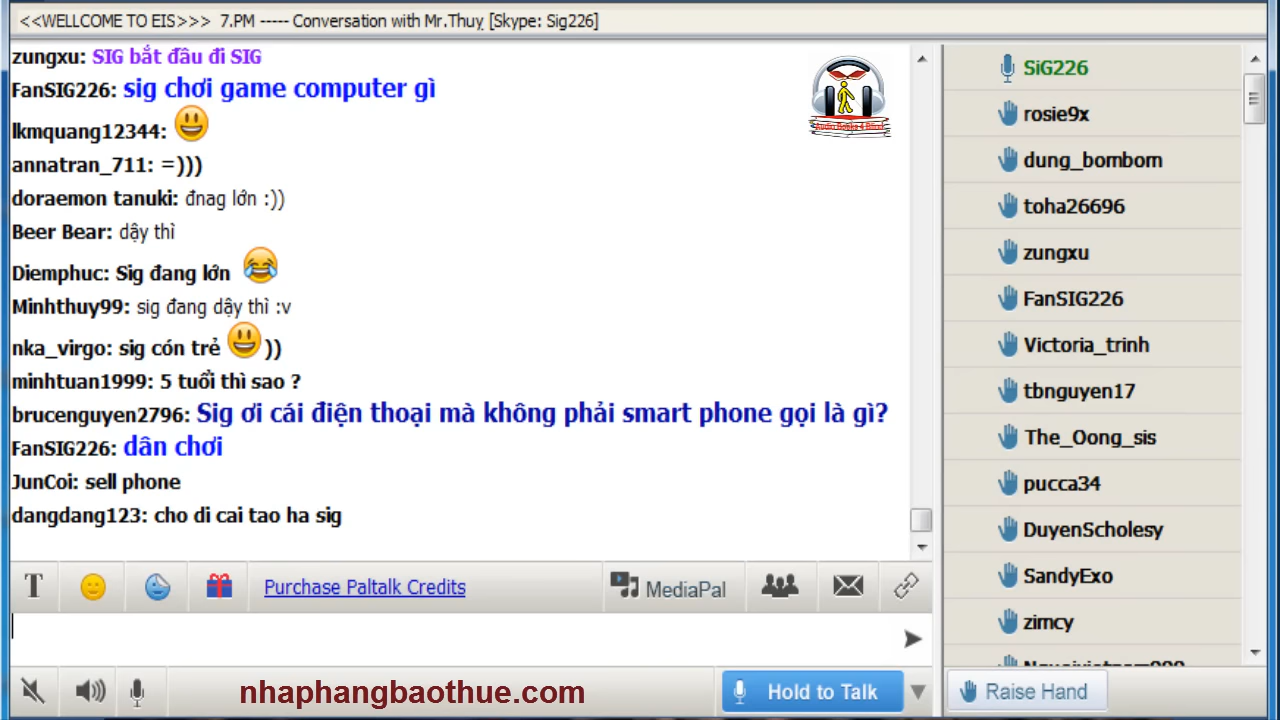 <<WELLCOME TO EIS>>> 7.PM ----- Conversation with Mr.Thuỵ [Skype: Sig226]
zungxu: SIG bắt đầu đi SIG
FanSIG226: sig chơi game computer gì
lkmquang12344:
annatran_711: =)))
doraemon tanuki: đnag lớn :))
Beer Bear: dậy thì
Diemphuc: Sig đang lớn
Minhthuy99: sig đang dậy thì :v
nka_virgo: sig cón trẻ ))
minhtuan1999: 5 tuổi thì sao ?
brucenguyen2796: Sig ơi cái điện thoại mà không phải smart phone gọi là gì?
FanSIG226: dân chơi
JunCoi: sell phone
dangdang123: cho di cai tao ha sig
T
Purchase Paltalk Credits
MediaPal
nhaphangbaothue.com
Hold to Talk
SiG226
rosie9x
dung_bombom
toha26696
zungxu
FanSIG226
Victoria_trinh
tbnguyen17
The_Oong_sis
pucca34
DuyenScholesy
SandyExo
zimcy
Raise Hand